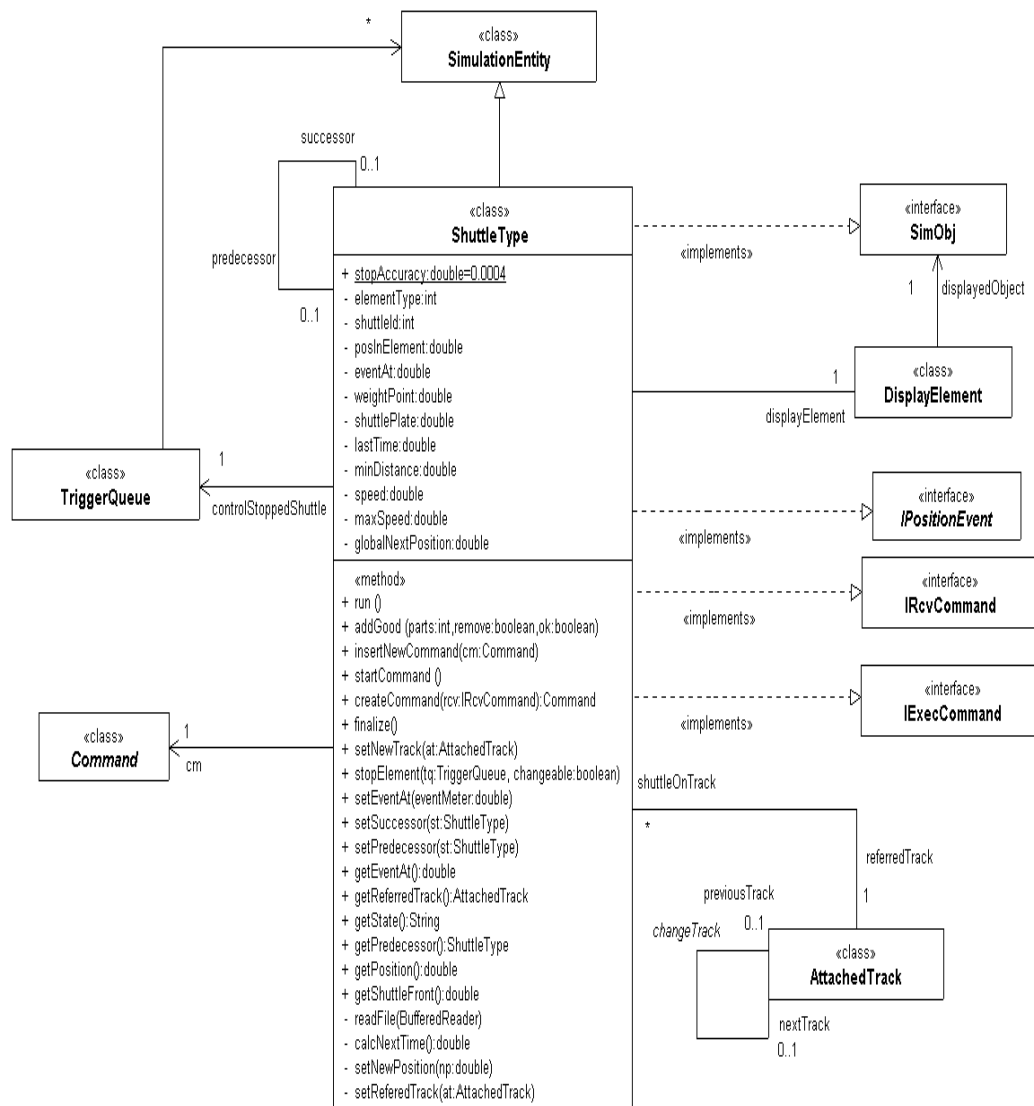 *
«class»
SimulationEntity
successor
0..1
predecessor
0..1
«class»
ShuttleType
+ stopAccuracy:double=0.0004
- elementType:int
- shuttleId:int
- posInElement:double
- eventAt:double
- weightPoint:double
- shuttlePlate:double
- lastTime:double
- minDistance:double
- speed:double
- maxSpeed:double
- globalNextPosition:double
«method»
+ run ()
+ addGood (parts:int,remove:boolean,ok:boolean)
+ insertNewCommand(cm:Command)
+ startCommand ()
+ createCommand(rcv:IRcvCommand):Command
+ finalize()
+ setNewTrack(at:AttachedTrack)
+ stopElement(tq:TriggerQueue, changeable:boolean)
+ setEventAt(eventMeter:double)
+ setSuccessor(st:ShuttleType)
+ setPredecessor(st:ShuttleType)
+ getEventAt():double
+ getReferredTrack():AttachedTrack
+ getState():String
+ getPredecessor():ShuttleType
+ getPosition():double
+ getShuttleFront():double
- readFile(BufferedReader)
- calcNextTime():double
- setNewPosition(np:double)
- setReferedTrack(at:AttachedTrack)
«class»
TriggerQueue
1
controlStoppedShuttle
«class»
Command
1
cm
«implements»
«interface»
SimObj
1
displayedObject
«class»
DisplayElement
1
displayElement
«implements»
«interface»
IPositionEvent
«implements»
«interface»
IRcvCommand
«implements»
«interface»
IExecCommand
shuttleOnTrack
*
referredTrack
1
previousTrack
0..1
changeTrack
«class»
AttachedTrack
nextTrack
0..1